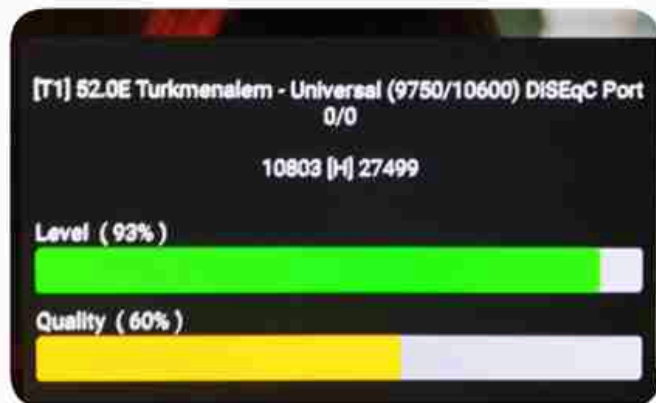 [T1] 52.0E Turkmenalem - Universal (9750/10600) DiSEqC Port
0/0
10803 [H] 27499
Level ( 93% )
Quality ( 60% )